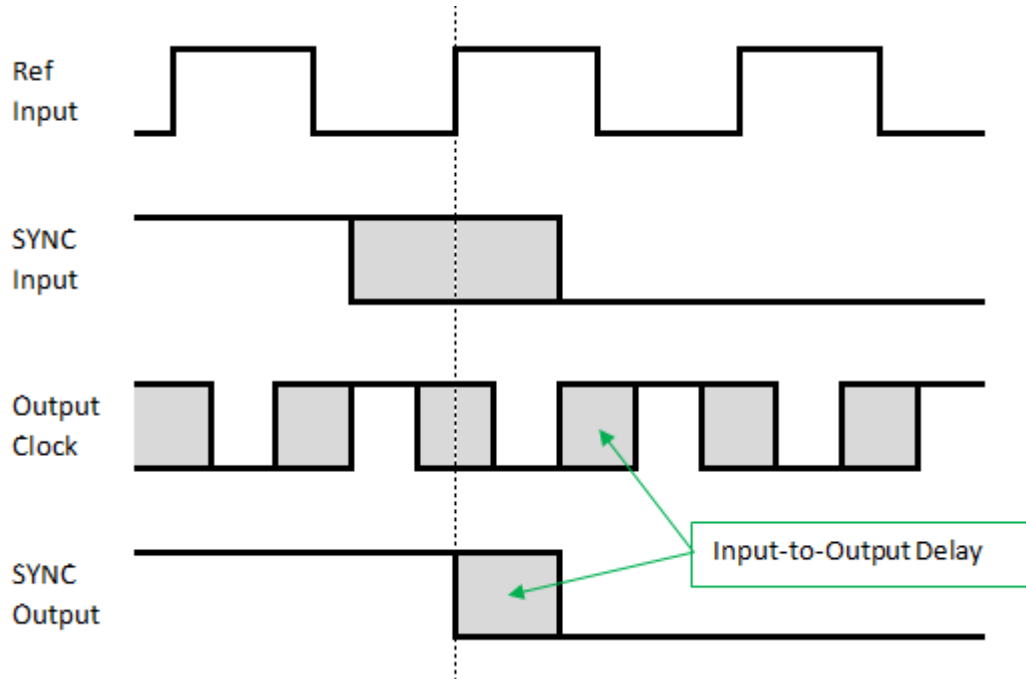 Ref
Input
SYNC
Input
Output
Clock
Input-to-Output Delay
SYNC
Output